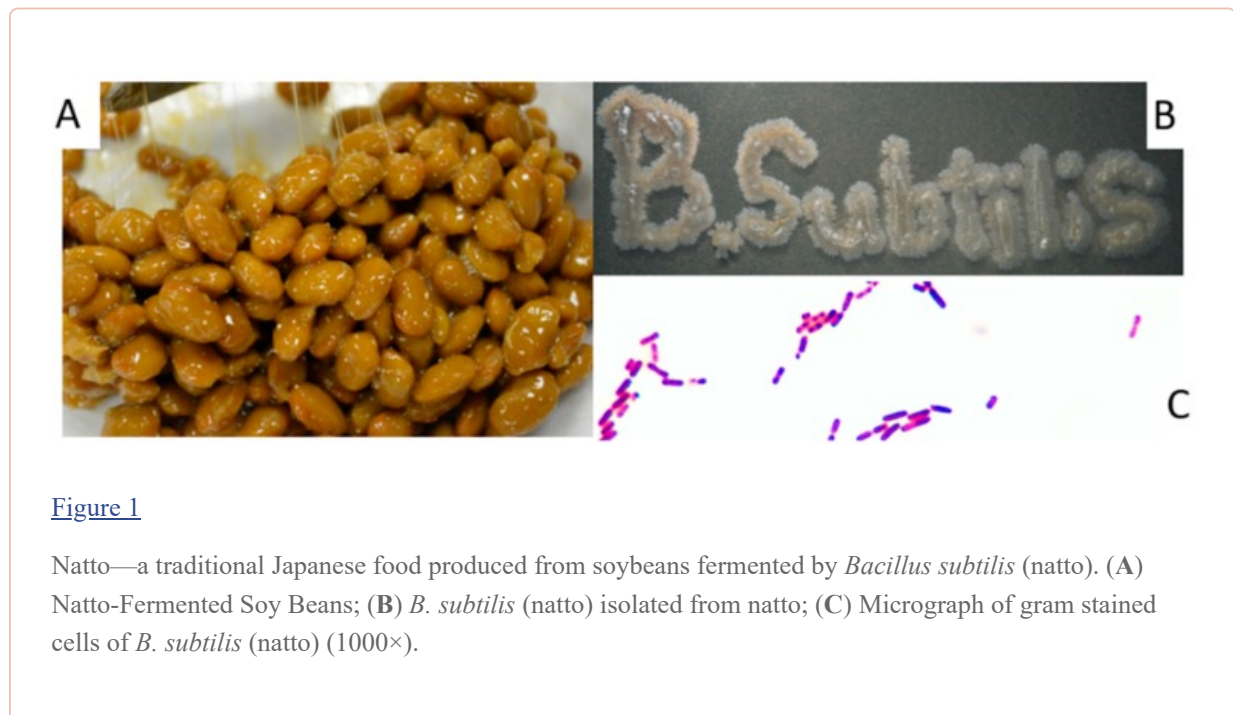 A
B
B.Subtilis
C
Figure 1
Natto—a traditional Japanese food produced from soybeans fermented by Bacillus subtilis (natto). (A)
Natto-Fermented Soy Beans; (B) B. subtilis (natto) isolated from natto; (C) Micrograph of gram stained
cells of B. subtilis (natto) (1000×).